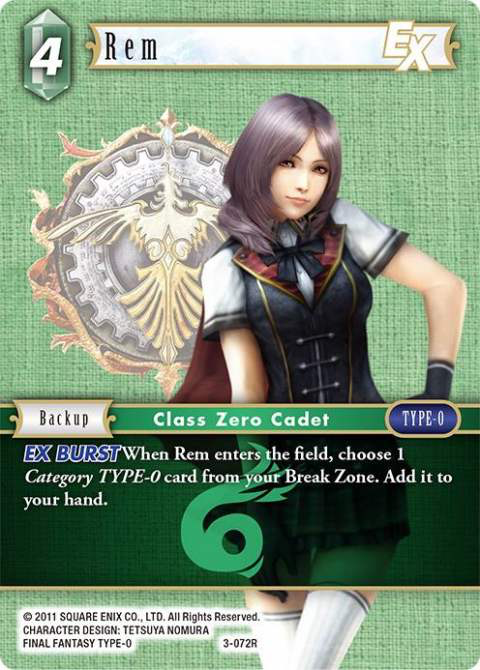 4 Rem EX
Backup Class Zero Cadet TYPE-0
EX BURST When Rem enters the field, choose 1
Category TYPE-0 card from your Break Zone. Add it to
your hand.
© 2011 SQUARE ENIX CO., LTD. All Rights Reserved.
CHARACTER DESIGN: TETSUYA NOMURA
FINAL FANTASY TYPE-0 3-072R